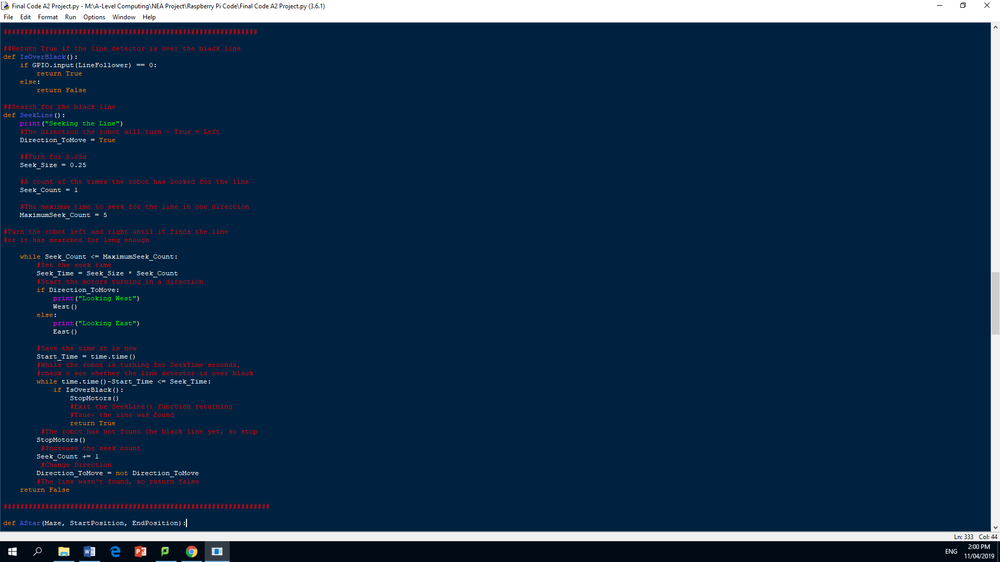 Final Code A2 Project.py - M:\A-Level Computing\NEA Project\Raspberry Pi Code\Final Code A2 Project.py (3.6.1)
File Edit Format Run Options Window Help
#############################################################
##Return True if the line detector is over the black line
def IsOverBlack():
    if GPIO.input(LineFollower) == 0:
        return True
    else:
        return False
##Search for the black line
def SeekLine():
    print("Seeking the Line")
    #The direction the robot will turn - True = Left
    Direction_ToMove = True
    ##Turn for 0.25s
    Seek_Size = 0.25
    #A count of the times the robot has looked for the line
    Seek_Count = 1
    #The maximum time to seek for the line in one direction
    MaximumSeek_Count = 5
#Turn the robot left and right until it finds the line
#or it has searched for long enough
    while Seek_Count <= MaximumSeek_Count:
        #Set the seek time
        Seek_Time = Seek_Size * Seek_Count
        #Start the motors turning in a direction
        if Direction_ToMove:
            print("Looking West")
            West()
        else:
            print("Looking East")
            East()
        #Save the time it is now
        Start_Time = time.time()
        #While the robot is turning for SeekTime seconds,
        #check o see whether the line detector is over black
        while time.time()-Start_Time <= Seek_Time:
            if IsOverBlack():
                StopMotors()
                #Exit the SeekLine() function returning
                #True- the line was found
                return True
         #The robot has not found the black line yet, so stop
        StopMotors()
         #Increase the seek count
        Seek_Count += 1
         #Change Direction
        Direction_ToMove = not Direction_ToMove
        #The line wasn't found, so return false
    return False
################################################################
def AStar(Maze, StartPosition, EndPosition):
Ln: 333 Col: 44
ENG
2:00 PM
11/04/2019